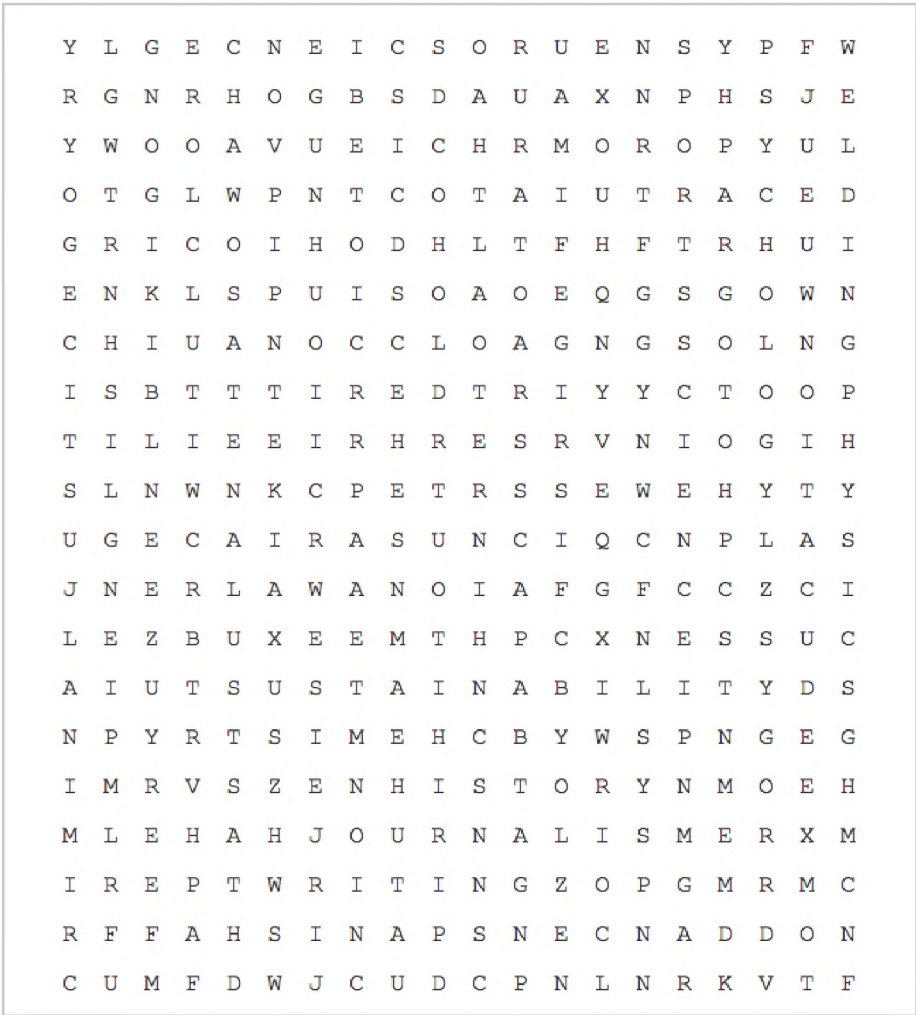 Y L G E C N E I C S O R U E N S Y P F W
R G N R H O G B S D A U A X N P H S J E
Y W O O A V U E I C H R M O R O P Y U L
O T G L W P N T C O T A I U T R A C E D
G R I C O I H O D H L T F H F T R H U I
E N K L S P U I S O A O E Q G S G O W N
C H I U A N O C C L O A G N G S O L N G
I S B T T T I R E D T R I Y Y C T O O P
T I L I E E I R H R E S R V N I O G I H
S L N W N K C P E T R S S E W E H Y T Y
U G E C A I R A S U N C I Q C N P L A S
J N E R L A W A N O I A F G F C C Z C I
L E Z B U X E E M T H P C X N E S S U C
A I U T S U S T A I N A B I L I T Y D S
N P Y R T S I M E H C B Y W S P N G E G
I M R V S Z E N H I S T O R Y N M O E H
M L E H A H J O U R N A L I S M E R X M
I R E P T W R I T I N G Z O P G M R M C
R F F A H S I N A P S N E C N A D D O N
C U M F D W J C U D C P N L N R K V T F